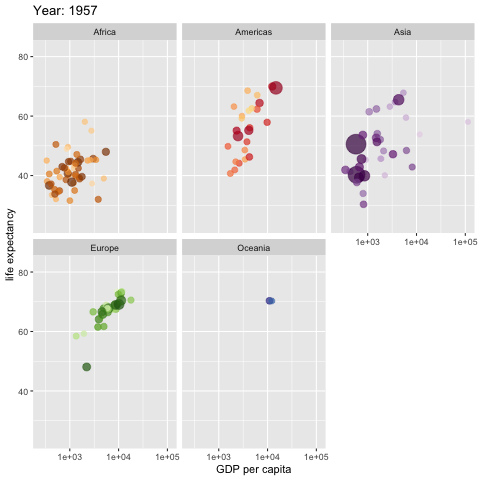 Year: 1957
Africa Americas Asia
80
60
40
life expectancy
1e+03 1e+04 1e+05
Europe Oceania
80
60
40
1e+03 1e+04 1e+05 1e+03 1e+04 1e+05
GDP per capita